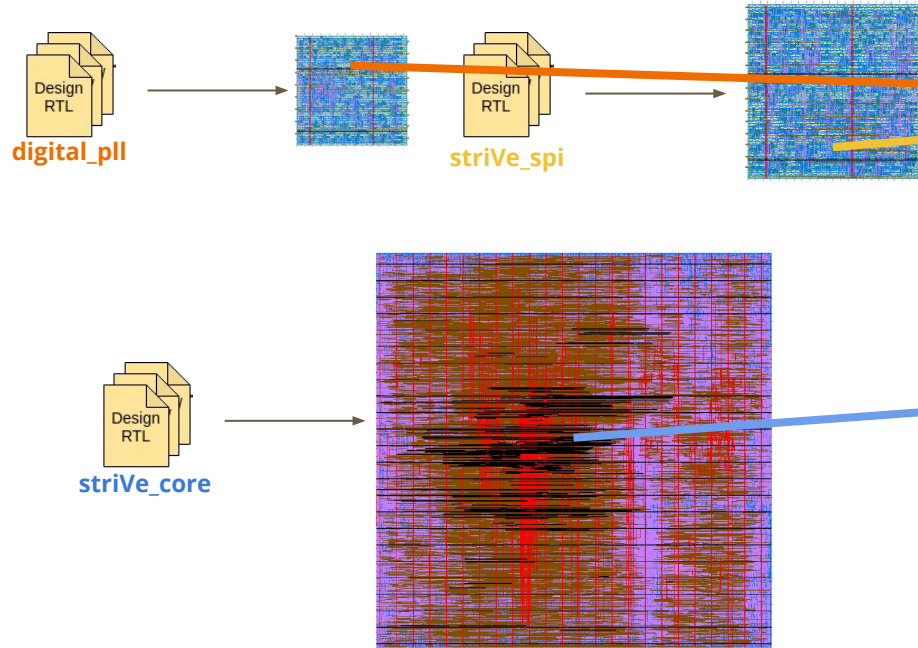 Design
RTL
digital_pll
Design
RTL
striVe_spi
Design
RTL
striVe_core